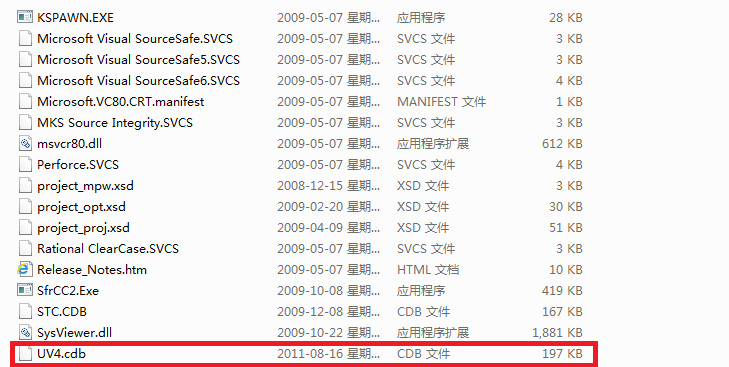 KSPAWN.EXE 2009-05-07 星期... 应用程序 28 KB
Microsoft Visual SourceSafe.SVCS 2009-05-07 星期... SVCS 文件 3 KB
Microsoft Visual SourceSafe5.SVCS 2009-05-07 星期... SVCS 文件 3 KB
Microsoft Visual SourceSafe6.SVCS 2009-05-07 星期... SVCS 文件 4 KB
Microsoft.VC80.CRT.manifest 2009-05-07 星期... MANIFEST 文件 1 KB
MKS Source Integrity.SVCS 2009-05-07 星期... SVCS 文件 3 KB
msvcr80.dll 2009-05-07 星期... 应用程序扩展 612 KB
Perforce.SVCS 2009-05-07 星期... SVCS 文件 4 KB
project_mpw.xsd 2008-12-15 星期... XSD 文件 3 KB
project_opt.xsd 2009-02-20 星期... XSD 文件 30 KB
project_proj.xsd 2009-04-09 星期... XSD 文件 51 KB
Rational ClearCase.SVCS 2009-05-07 星期... SVCS 文件 3 KB
Release_Notes.htm 2009-05-07 星期... HTML 文档 10 KB
SfrCC2.Exe 2009-10-08 星期... 应用程序 419 KB
STC.CDB 2009-12-08 星期... CDB 文件 167 KB
SysViewer.dll 2009-10-22 星期... 应用程序扩展 1,881 KB
UV4.cdb 2011-08-16 星期... CDB 文件 197 KB